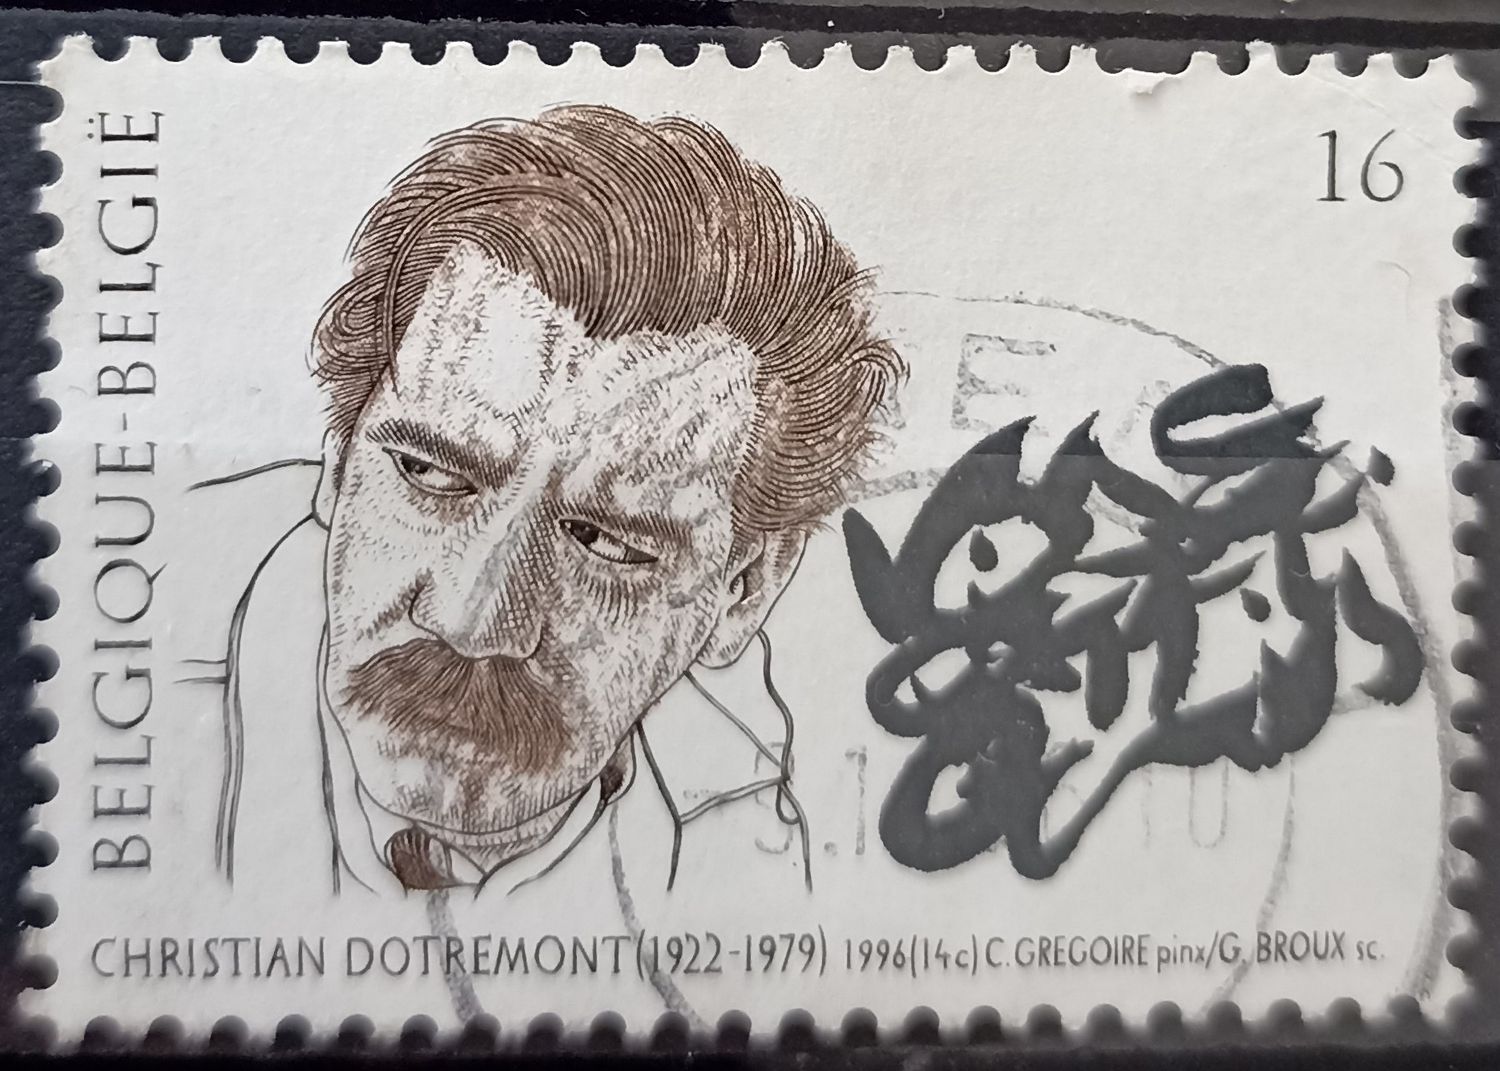 BELGIQUE-BELGIË
16
CHRISTIAN DOTREMONT (1922-1979) 1996(14c) C. GREGOIRE pinx/G. BROUX sc.